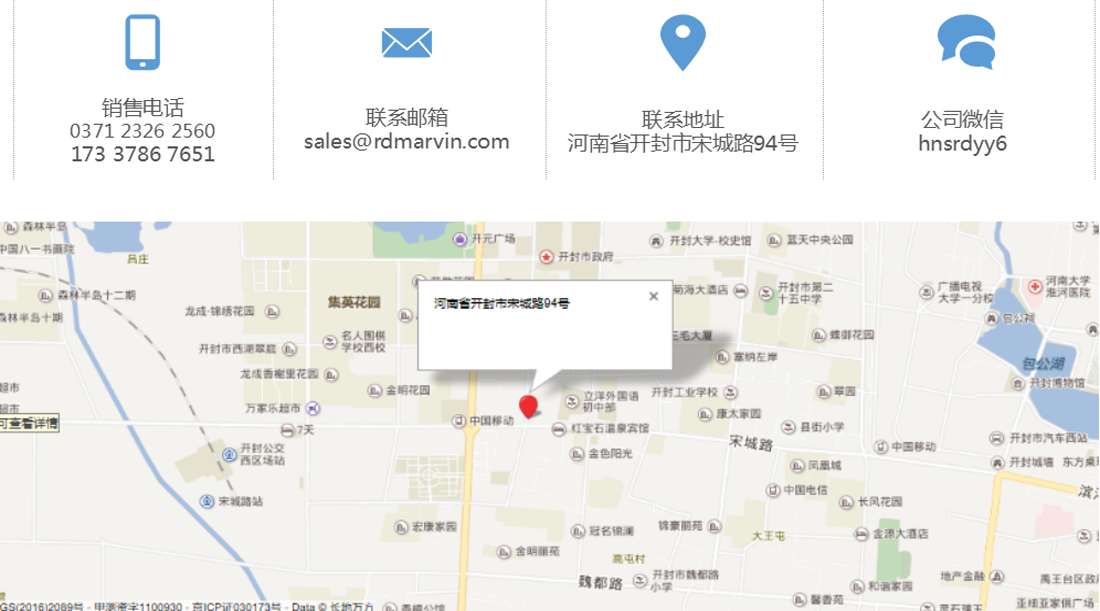 销售电话
0371 2326 2560
173 3786 7651
联系邮箱
sales@rdmarvin.com
联系地址
河南省开封市宋城路94号
公司微信
hnsrdyy6
森林半岛
中国八一书画院
吕庄
开元广场
开封市政府
开封大学-校史馆
蓝天中央公园
森林半岛十二期
森林半岛十期
龙成·锦绣花园
集英花园
河南省开封市宋城路94号
菊海大酒店
开封市第二
十五中学
广播电视
大学一分校
河南大学
淮河医院
包公祠
名人围棋
学校西校
开封市西湖翠庭
三毛大厦
蝶御花园
塞纳左岸
包公湖
龙成香榭里花园
金明花园
开封工业学校
翠园
开封博物馆
超市
超市
可查看详情
万家乐超市
7天
中国移动
立洋外国语
初中部
康太家园
红宝石温泉宾馆
县街小学
宋城路
中国移动
开封市汽车西站
开封公交
西区场站
金色阳光
凤凰城
开封城墙
中国电信
宋城路站
长风花园
宏康家园
冠名锦澜
锦豪丽苑
大王屯
金源大酒店
金明丽苑
高屯村
魏都路
开封市魏都路
小学
和谐家园
地产金融
禹王台区政府
馨香苑
GS(2016)2089号 - 甲测资字1100930 - 京ICP证030173号 - Data © 长地万方